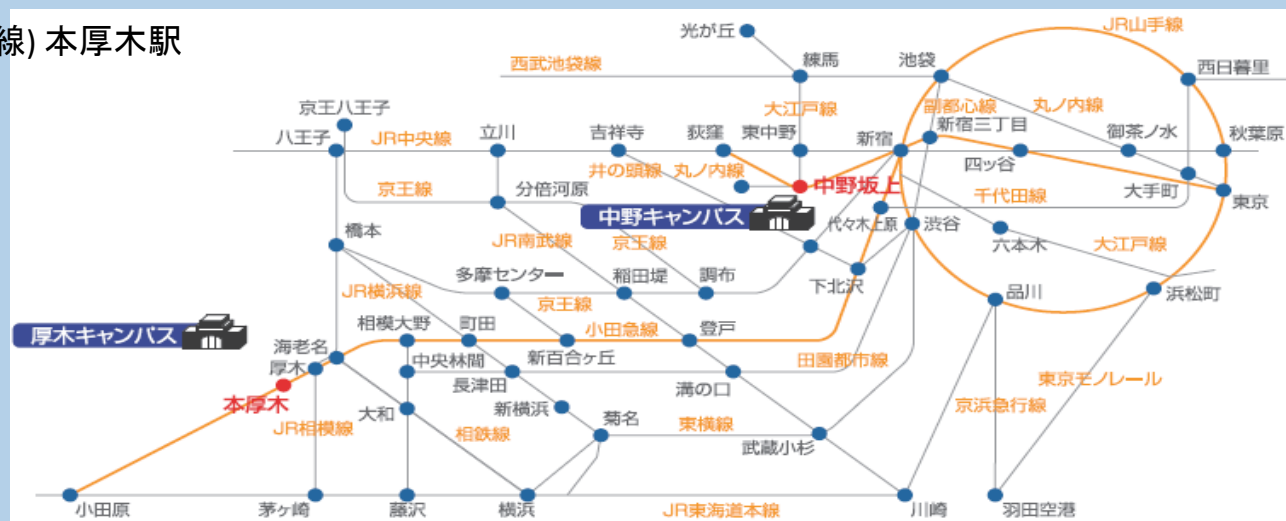 線) 本厚木駅
光が丘
JR山手線
西武池袋線
練馬
池袋
西日暮里
京王八王子
大江戸線
副都心線
丸ノ内線
八王子
JR中央線
立川
吉祥寺
荻窪
東中野
新宿
新宿三丁目
御茶ノ水
秋葉原
井の頭線
丸ノ内線
四ッ谷
京王線
分倍河原
中野坂上
千代田線
大手町
東京
中野キャンパス
代々木上原
渋谷
六本木
大江戸線
橋本
JR南武線
京王線
多摩センター
稲田堤
調布
下北沢
品川
浜松町
JR横浜線
京王線
厚木キャンパス
相模大野
町田
小田急線
登戸
海老名
厚木
中央林間
新百合ヶ丘
田園都市線
長津田
溝の口
東京モノレール
本厚木
大和
新横浜
菊名
京浜急行線
JR相模線
相鉄線
東横線
武蔵小杉
小田原
茅ヶ崎
藤沢
横浜
JR東海道本線
川崎
羽田空港